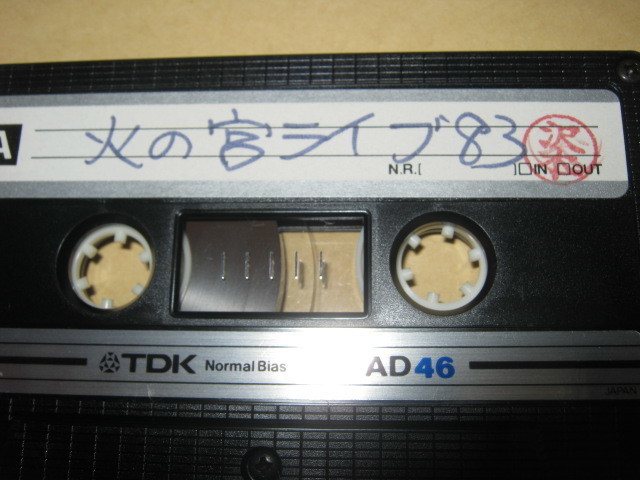 A
火の宮ライブ'83
N.R.[ ]□IN □OUT
TDK Normal Bias AD46
JAPAN